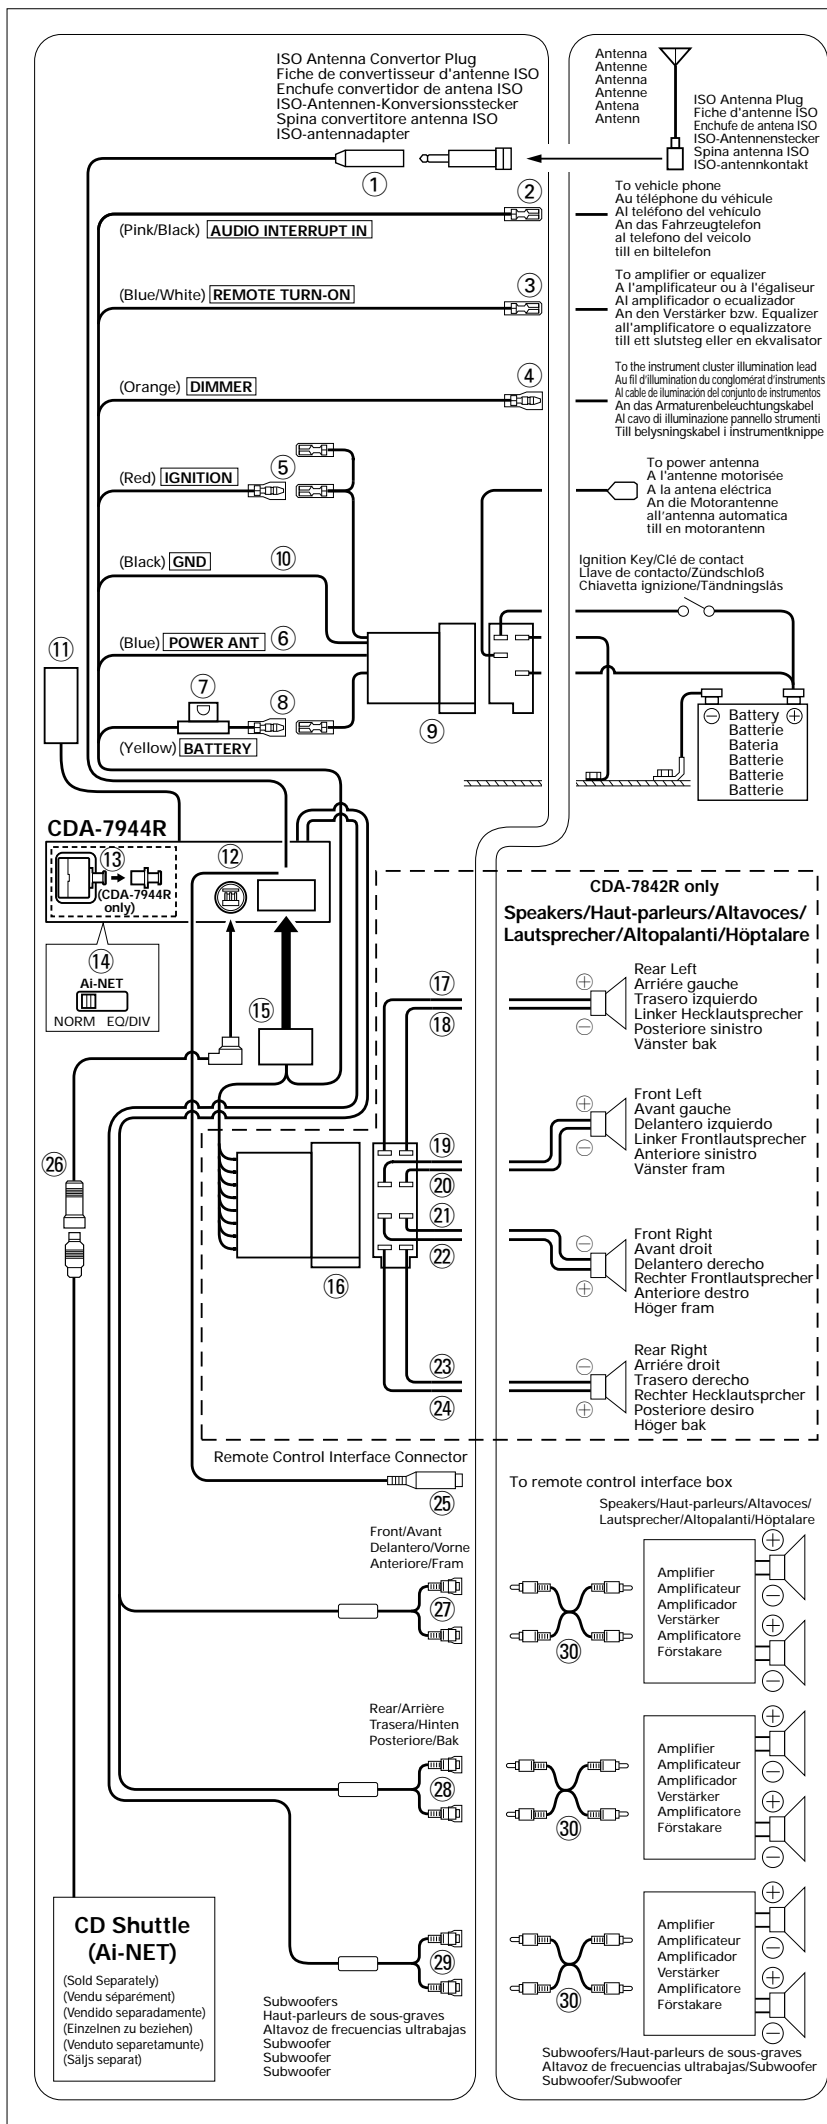 ISO Antenna Convertor Plug
Fiche de convertisseur d'antenne ISO
Enchufe convertidor de antena ISO
ISO-Antennen-Konversionsstecker
Spina convertitore antenna ISO
ISO-antennadapter
Antenna
Antenne
Antenna
Antenne
Antena
Antenn
ISO Antenna Plug
Fiche d'antenne ISO
Enchufe de antena ISO
ISO-Antennenstecker
Spina antenna ISO
ISO-antennkontakt
①
②
To vehicle phone
Au téléphone du véhicule
Al teléfono del vehículo
An das Fahrzeugtelefon
al telefono del veicolo
till en biltelefon
(Pink/Black) AUDIO INTERRUPT IN
③
To amplifier or equalizer
A l'amplificateur ou à l'égaliseur
Al amplificador o ecualizador
An den Verstärker bzw. Equalizer
all'amplificatore o equalizzatore
till ett slutsteg eller en ekvalisator
(Blue/White) REMOTE TURN-ON
④
To the instrument cluster illumination lead
Au fil d'illumination du conglomérat d'instruments
Al cable de iluminación del conjunto de instrumentos
An das Armaturenbeleuchtungskabel
Al cavo di illuminazione pannello strumenti
Till belysningskabel i instrumentknippe
(Orange) DIMMER
⑤
(Red) IGNITION
To power antenna
A l'antenne motorisée
A la antena eléctrica
An die Motorantenne
all'antenna automatica
till en motorantenn
(Black) GND ⑩
Ignition Key/Clé de contact
Llave de contacto/Zündschloß
Chiavetta ignizione/Tändningslås
(Blue) POWER ANT ⑥
⑪
⑦
⑧
⑨
(Yellow) BATTERY
⊖ Battery ⊕
Batterie
Bateria
Batterie
Batterie
Batterie
CDA-7944R
⑬
(CDA-7944R
only)
⑫
⑭
Ai-NET
NORM EQ/DIV
⑮
CDA-7842R only
Speakers/Haut-parleurs/Altavoces/
Lautsprecher/Altopalanti/Höptalare
⑰
⑱
⊕
⊖
Rear Left
Arriére gauche
Trasero izquierdo
Linker Hecklautsprecher
Posteriore sinistro
Vänster bak
⑲
⑳
⊕
⊖
Front Left
Avant gauche
Delantero izquierdo
Linker Frontlautsprecher
Anteriore sinistro
Vänster fram
㉑
㉒
⊖
⊕
Front Right
Avant droit
Delantero derecho
Rechter Frontlautsprecher
Anteriore destro
Höger fram
⑯
㉓
㉔
⊖
⊕
Rear Right
Arriére droit
Trasero derecho
Rechter Hecklautsprcher
Posteriore desiro
Höger bak
㉖
Remote Control Interface Connector
㉕
To remote control interface box
Speakers/Haut-parleurs/Altavoces/
Lautsprecher/Altopalanti/Höptalare
Front/Avant
Delantero/Vorne
Anteriore/Fram
㉗
㉚
Amplifier
Amplificateur
Amplificador
Verstärker
Amplificatore
Förstakare
⊕
⊖
⊕
⊖
Rear/Arrière
Trasera/Hinten
Posteriore/Bak
㉘
㉚
Amplifier
Amplificateur
Amplificador
Verstärker
Amplificatore
Förstakare
⊕
⊖
⊕
⊖
CD Shuttle
(Ai-NET)
(Sold Separately)
(Vendu séparément)
(Vendido separadamente)
(Einzelnen zu beziehen)
(Venduto separetamunte)
(Säljs separat)
㉙
Subwoofers
Haut-parleurs de sous-graves
Altavoz de frecuencias ultrabajas
Subwoofer
Subwoofer
Subwoofer
㉚
Amplifier
Amplificateur
Amplificador
Verstärker
Amplificatore
Förstakare
⊕
⊖
⊕
⊖
Subwoofers/Haut-parleurs de sous-graves
Altavoz de frecuencias ultrabajas/Subwoofer
Subwoofer/Subwoofer